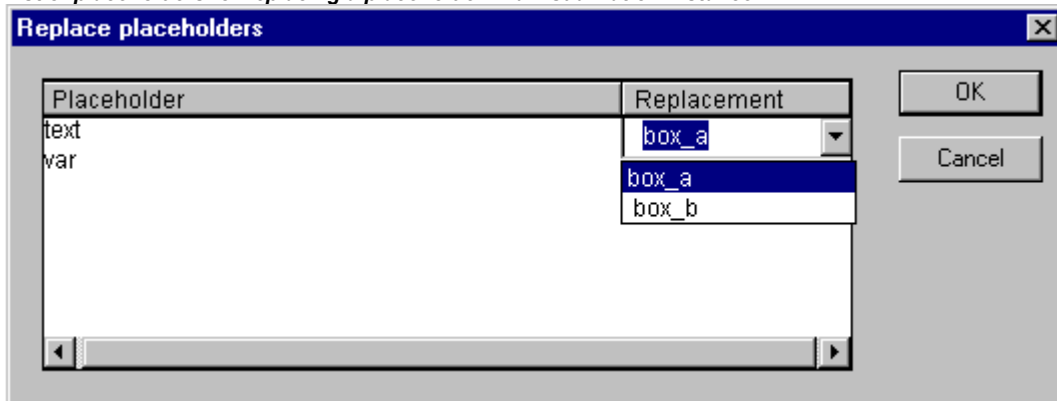 Replace placeholders
Placeholder Replacement OK
text box_a
var Cancel
box_a
box_b